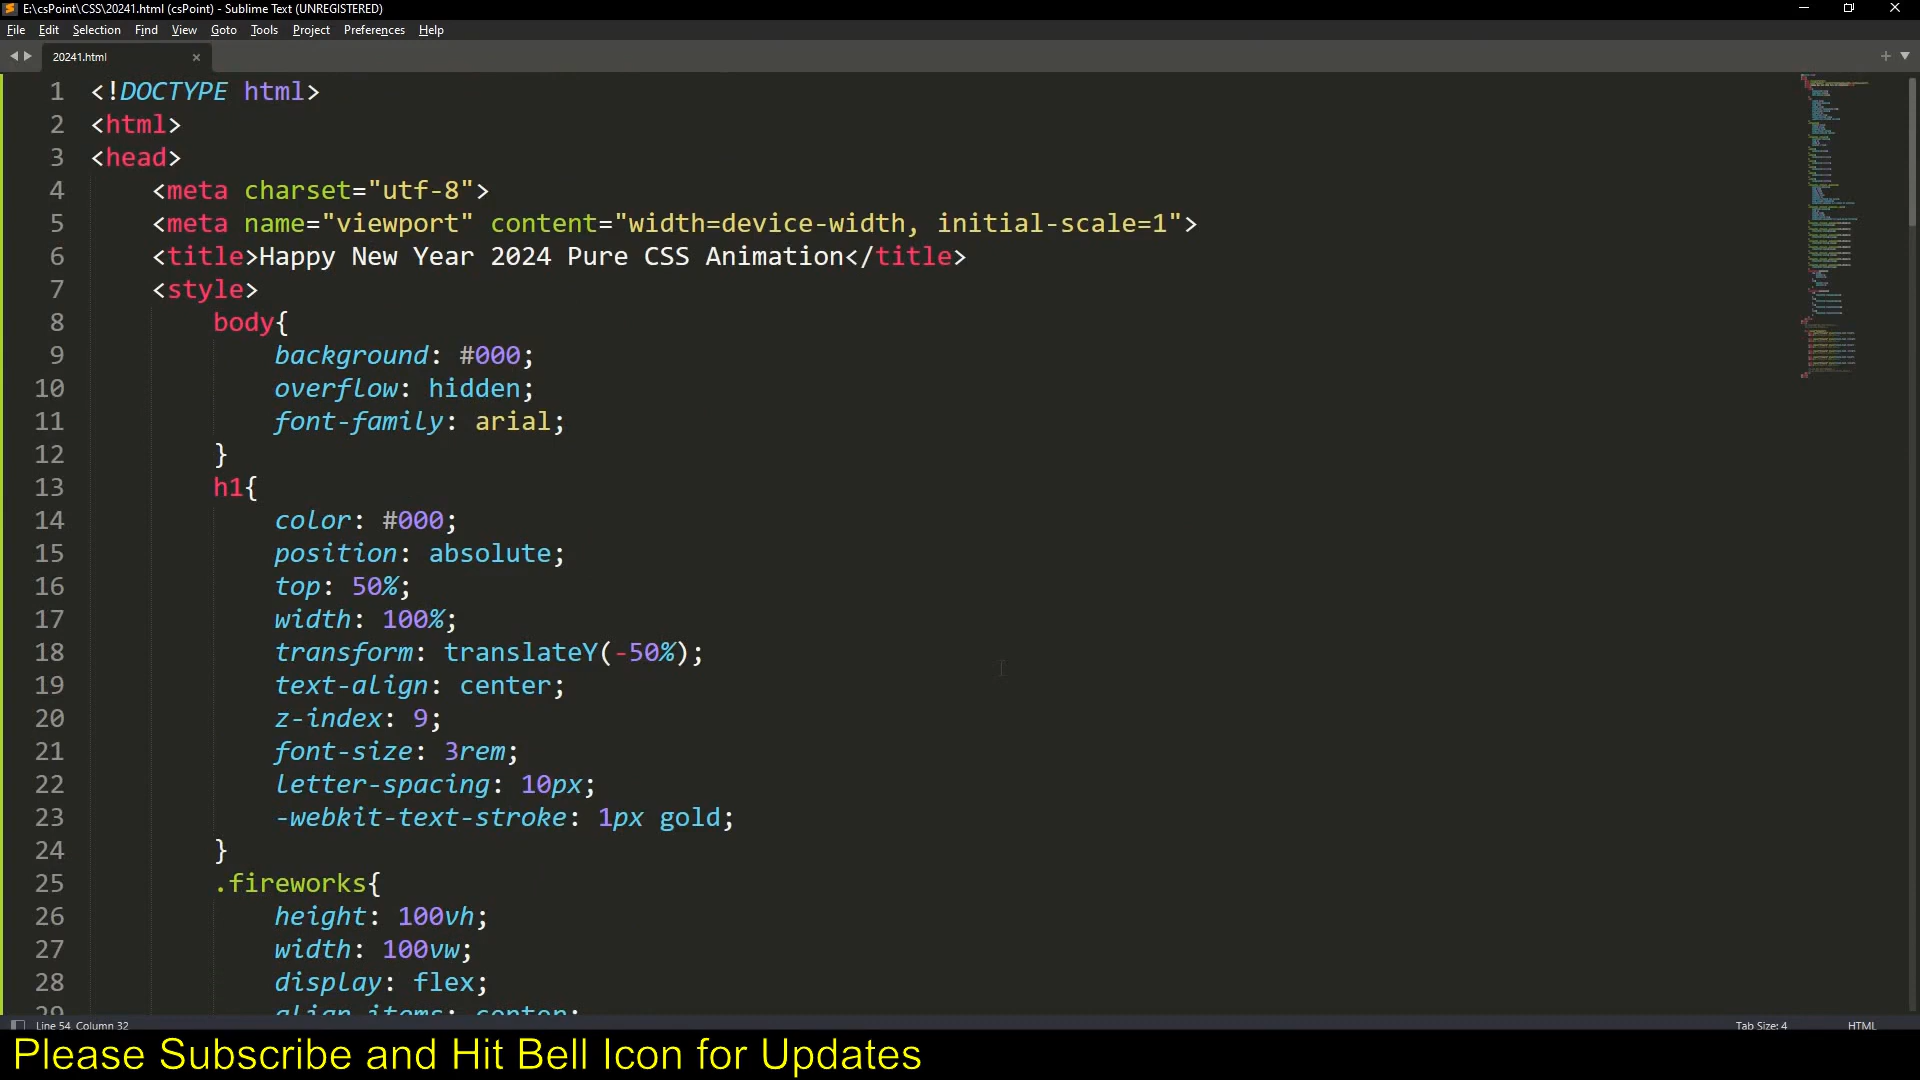 E:\csPoint\CSS\20241.html (csPoint) - Sublime Text (UNREGISTERED)
File Edit Selection Find View Goto Tools Project Preferences Help
20241.html
1 <!DOCTYPE html>
2 <html>
3 <head>
4 <meta charset="utf-8">
5 <meta name="viewport" content="width=device-width, initial-scale=1">
6 <title>Happy New Year 2024 Pure CSS Animation</title>
7 <style>
8 body{
9 background: #000;
10 overflow: hidden;
11 font-family: arial;
12 }
13 h1{
14 color: #000;
15 position: absolute;
16 top: 50%;
17 width: 100%;
18 transform: translateY(-50%);
19 text-align: center;
20 z-index: 9;
21 font-size: 3rem;
22 letter-spacing: 10px;
23 -webkit-text-stroke: 1px gold;
24 }
25 .fireworks{
26 height: 100vh;
27 width: 100vw;
28 display: flex;
29 align-items: center;
Line 54, Column 32 Tab Size: 4 HTML
Please Subscribe and Hit Bell Icon for Updates